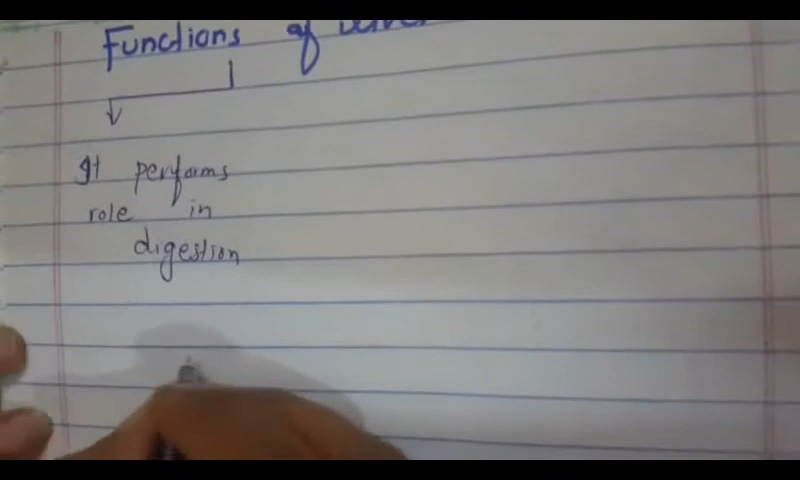 Functions of
It performs
role in
digestion